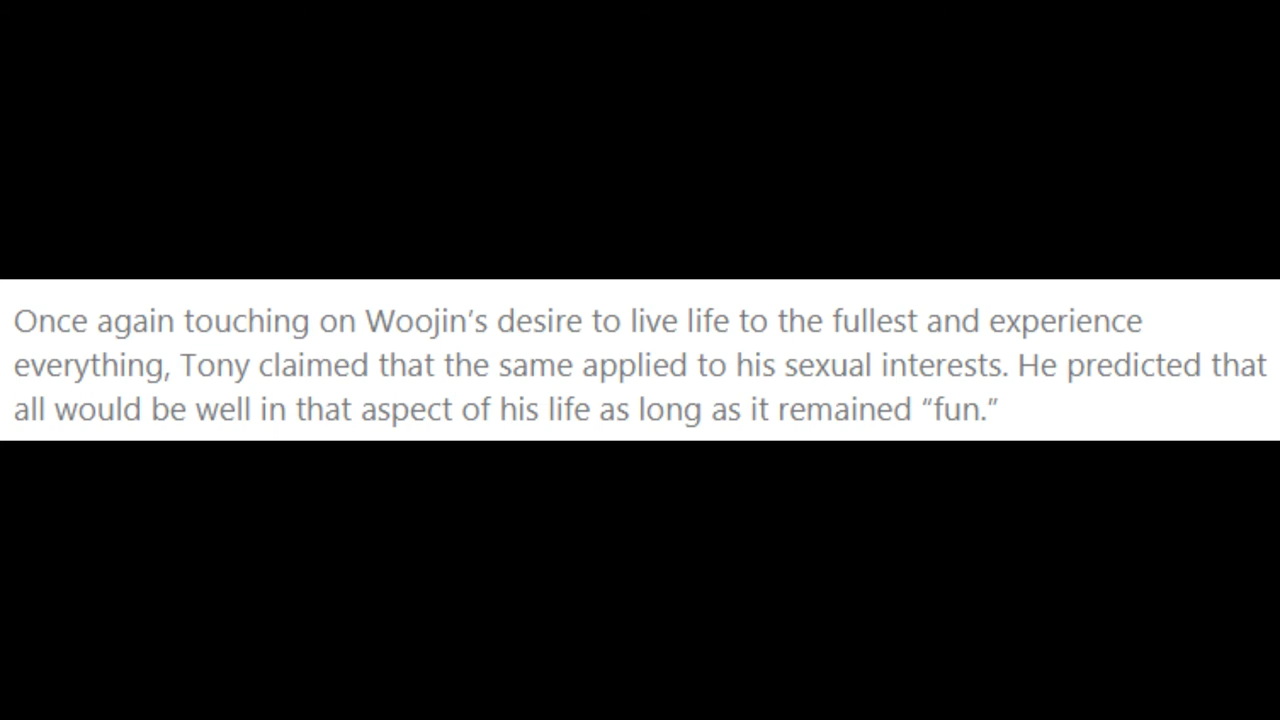 Once again touching on Woojin’s desire to live life to the fullest and experience
everything, Tony claimed that the same applied to his sexual interests. He predicted that
all would be well in that aspect of his life as long as it remained “fun.”